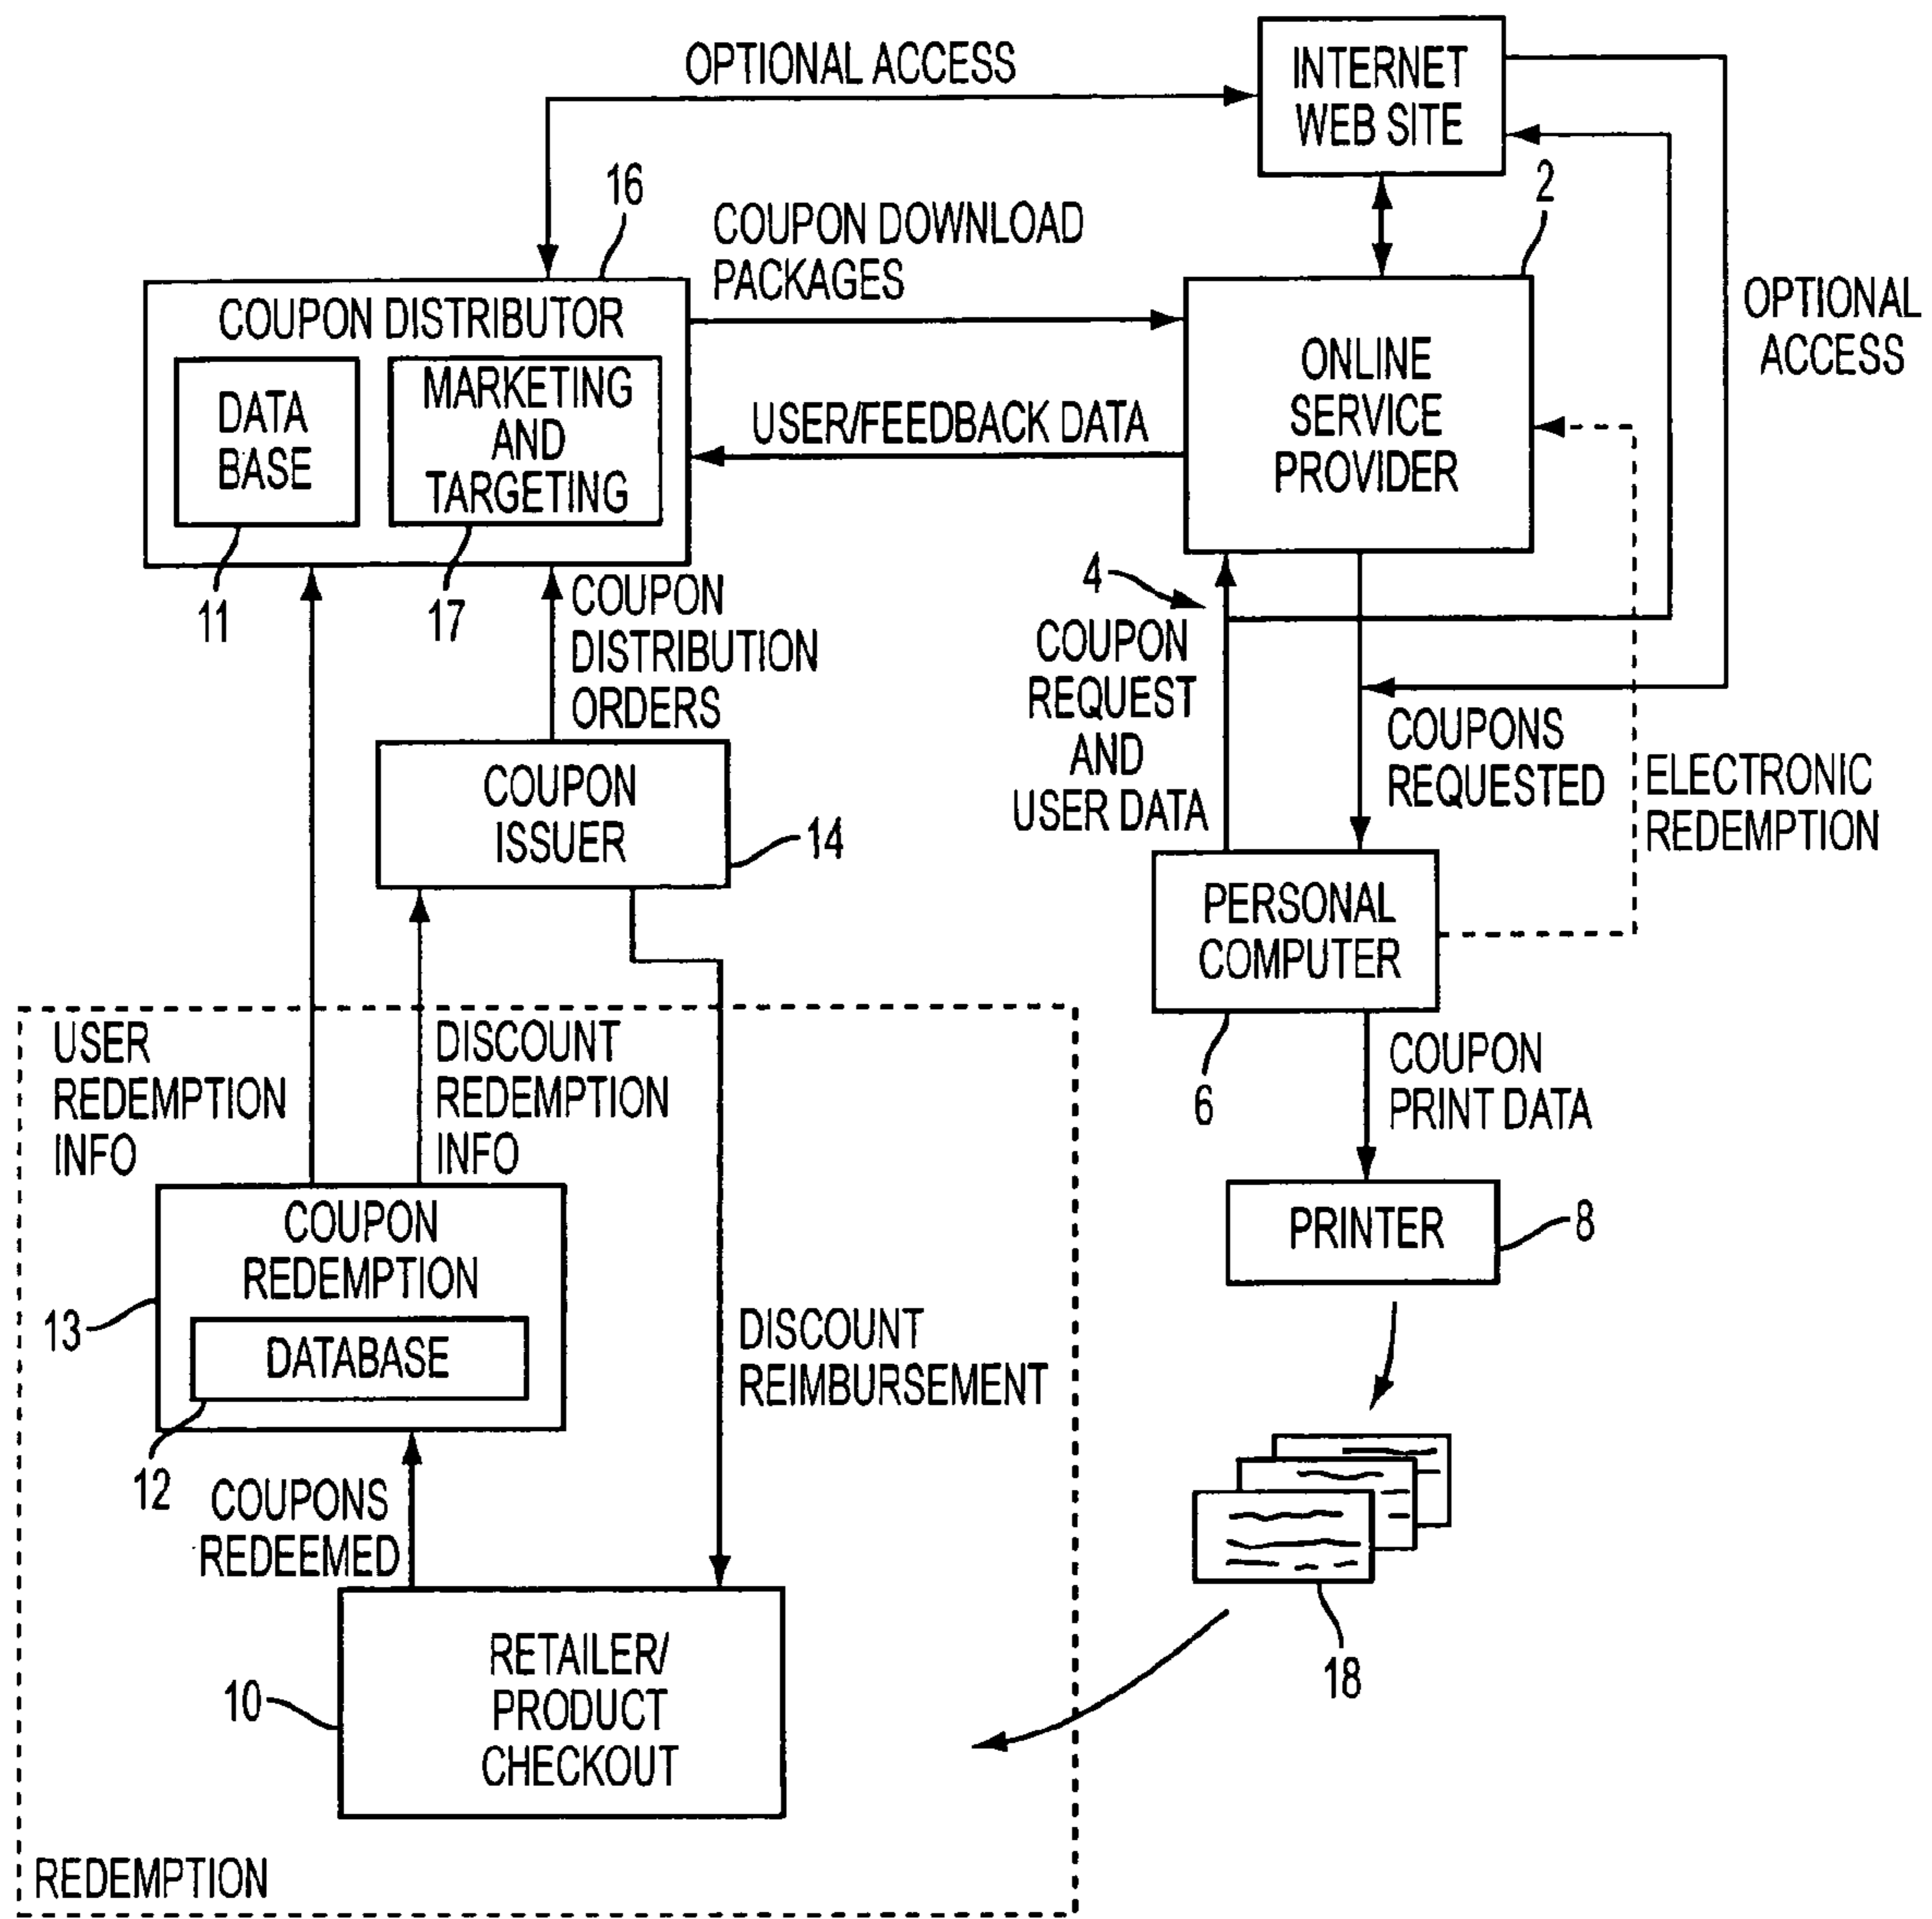 OPTIONAL ACCESS
INTERNET
WEB SITE
16
2
COUPON DOWNLOAD
PACKAGES
OPTIONAL
ACCESS
COUPON DISTRIBUTOR
DATA
BASE
MARKETING
AND
TARGETING
ONLINE
SERVICE
PROVIDER
USER/FEEDBACK DATA
11
17
4
COUPON
DISTRIBUTION
ORDERS
COUPON
REQUEST
AND
USER DATA
COUPONS
REQUESTED
ELECTRONIC
REDEMPTION
COUPON
ISSUER
14
PERSONAL
COMPUTER
6
USER
REDEMPTION
INFO
DISCOUNT
REDEMPTION
INFO
COUPON
PRINT DATA
COUPON
REDEMPTION
DATABASE
13
12
PRINTER
8
DISCOUNT
REIMBURSEMENT
COUPONS
REDEEMED
RETAILER/
PRODUCT
CHECKOUT
10
18
REDEMPTION